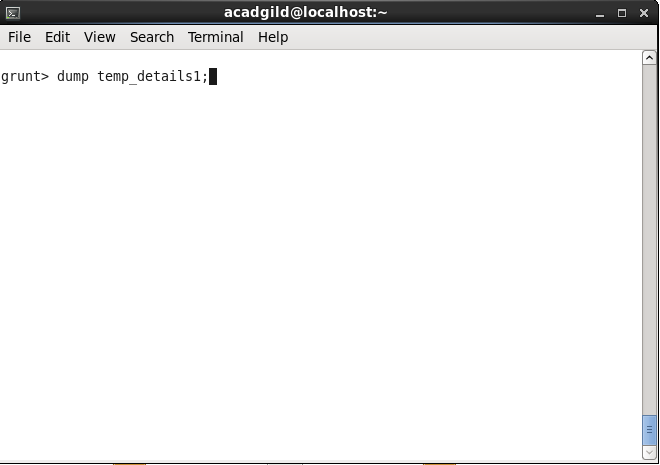 acadgild@localhost:~
File Edit View Search Terminal Help
grunt> dump temp_details1;